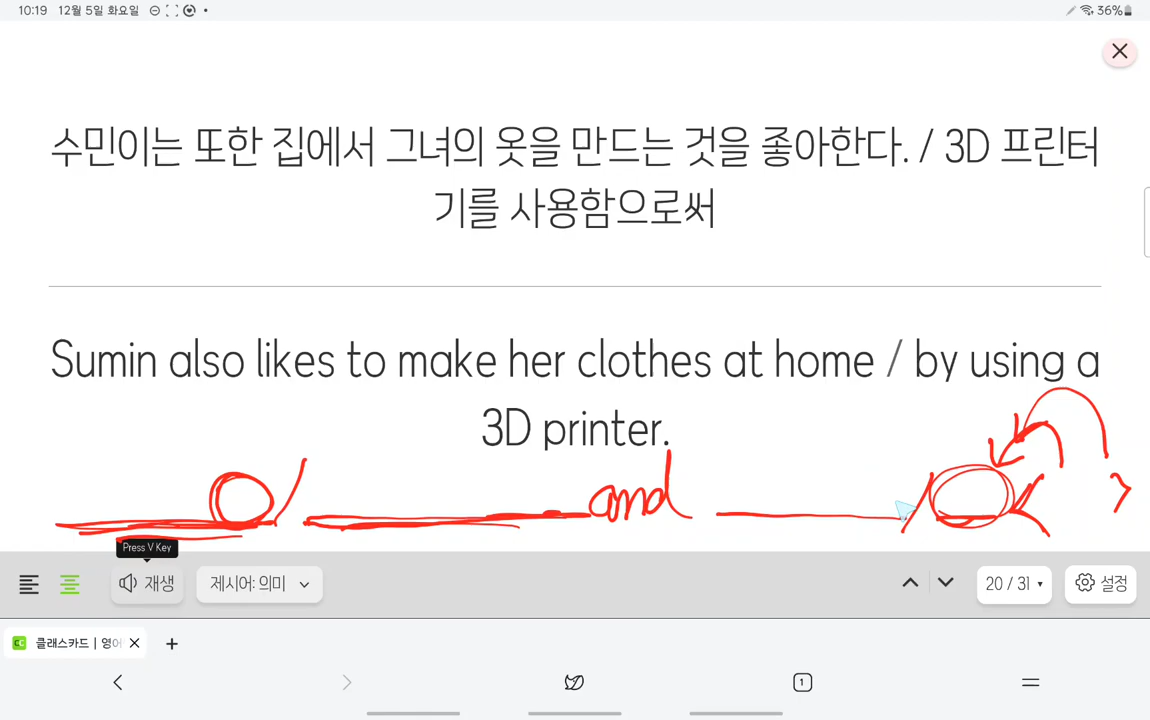 10:19 12월 5일 화요일 36%
수민이는 또한 집에서 그녀의 옷을 만드는 것을 좋아한다. / 3D 프린터
기를 사용함으로써
Sumin also likes to make her clothes at home / by using a
3D printer.
and
Press V Key
재생 제시어: 의미 20 / 31 설정
클래스카드 | 영어
1